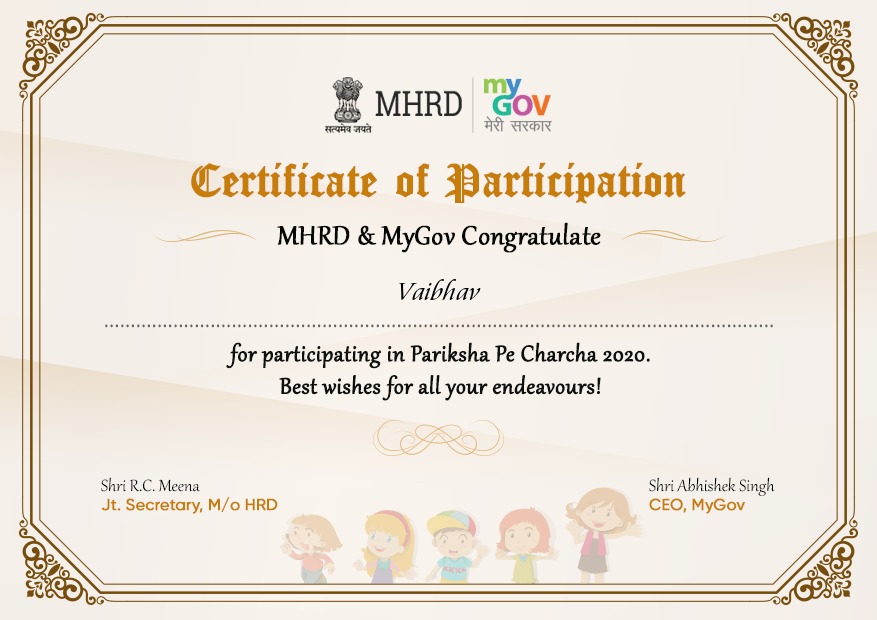 MHRD
my
GOV
मेरी सरकार
सत्यमेव जयते
Certificate of Participation
MHRD & MyGov Congratulate
Vaibhav
for participating in Pariksha Pe Charcha 2020.
Best wishes for all your endeavours!
Shri R.C. Meena
Jt. Secretary, M/o HRD
Shri Abhishek Singh
CEO, MyGov